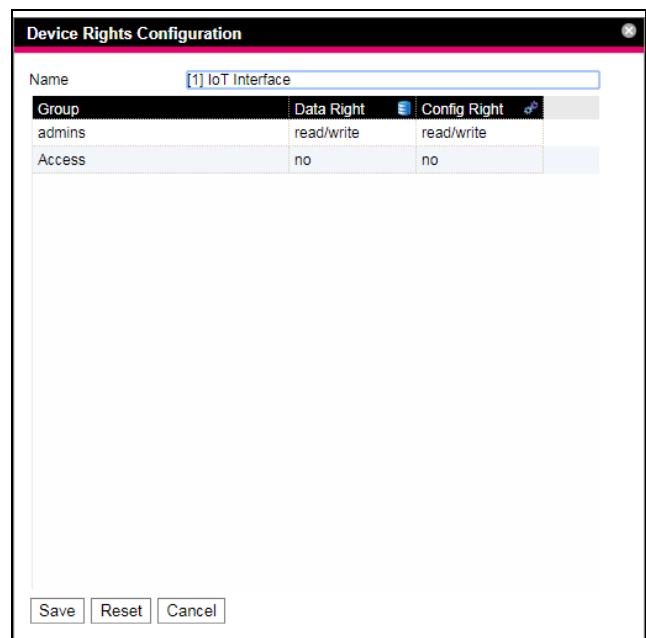 Device Rights Configuration
Name [1] IoT Interface
Group Data Right Config Right
admins read/write read/write
Access no no
Save Reset Cancel